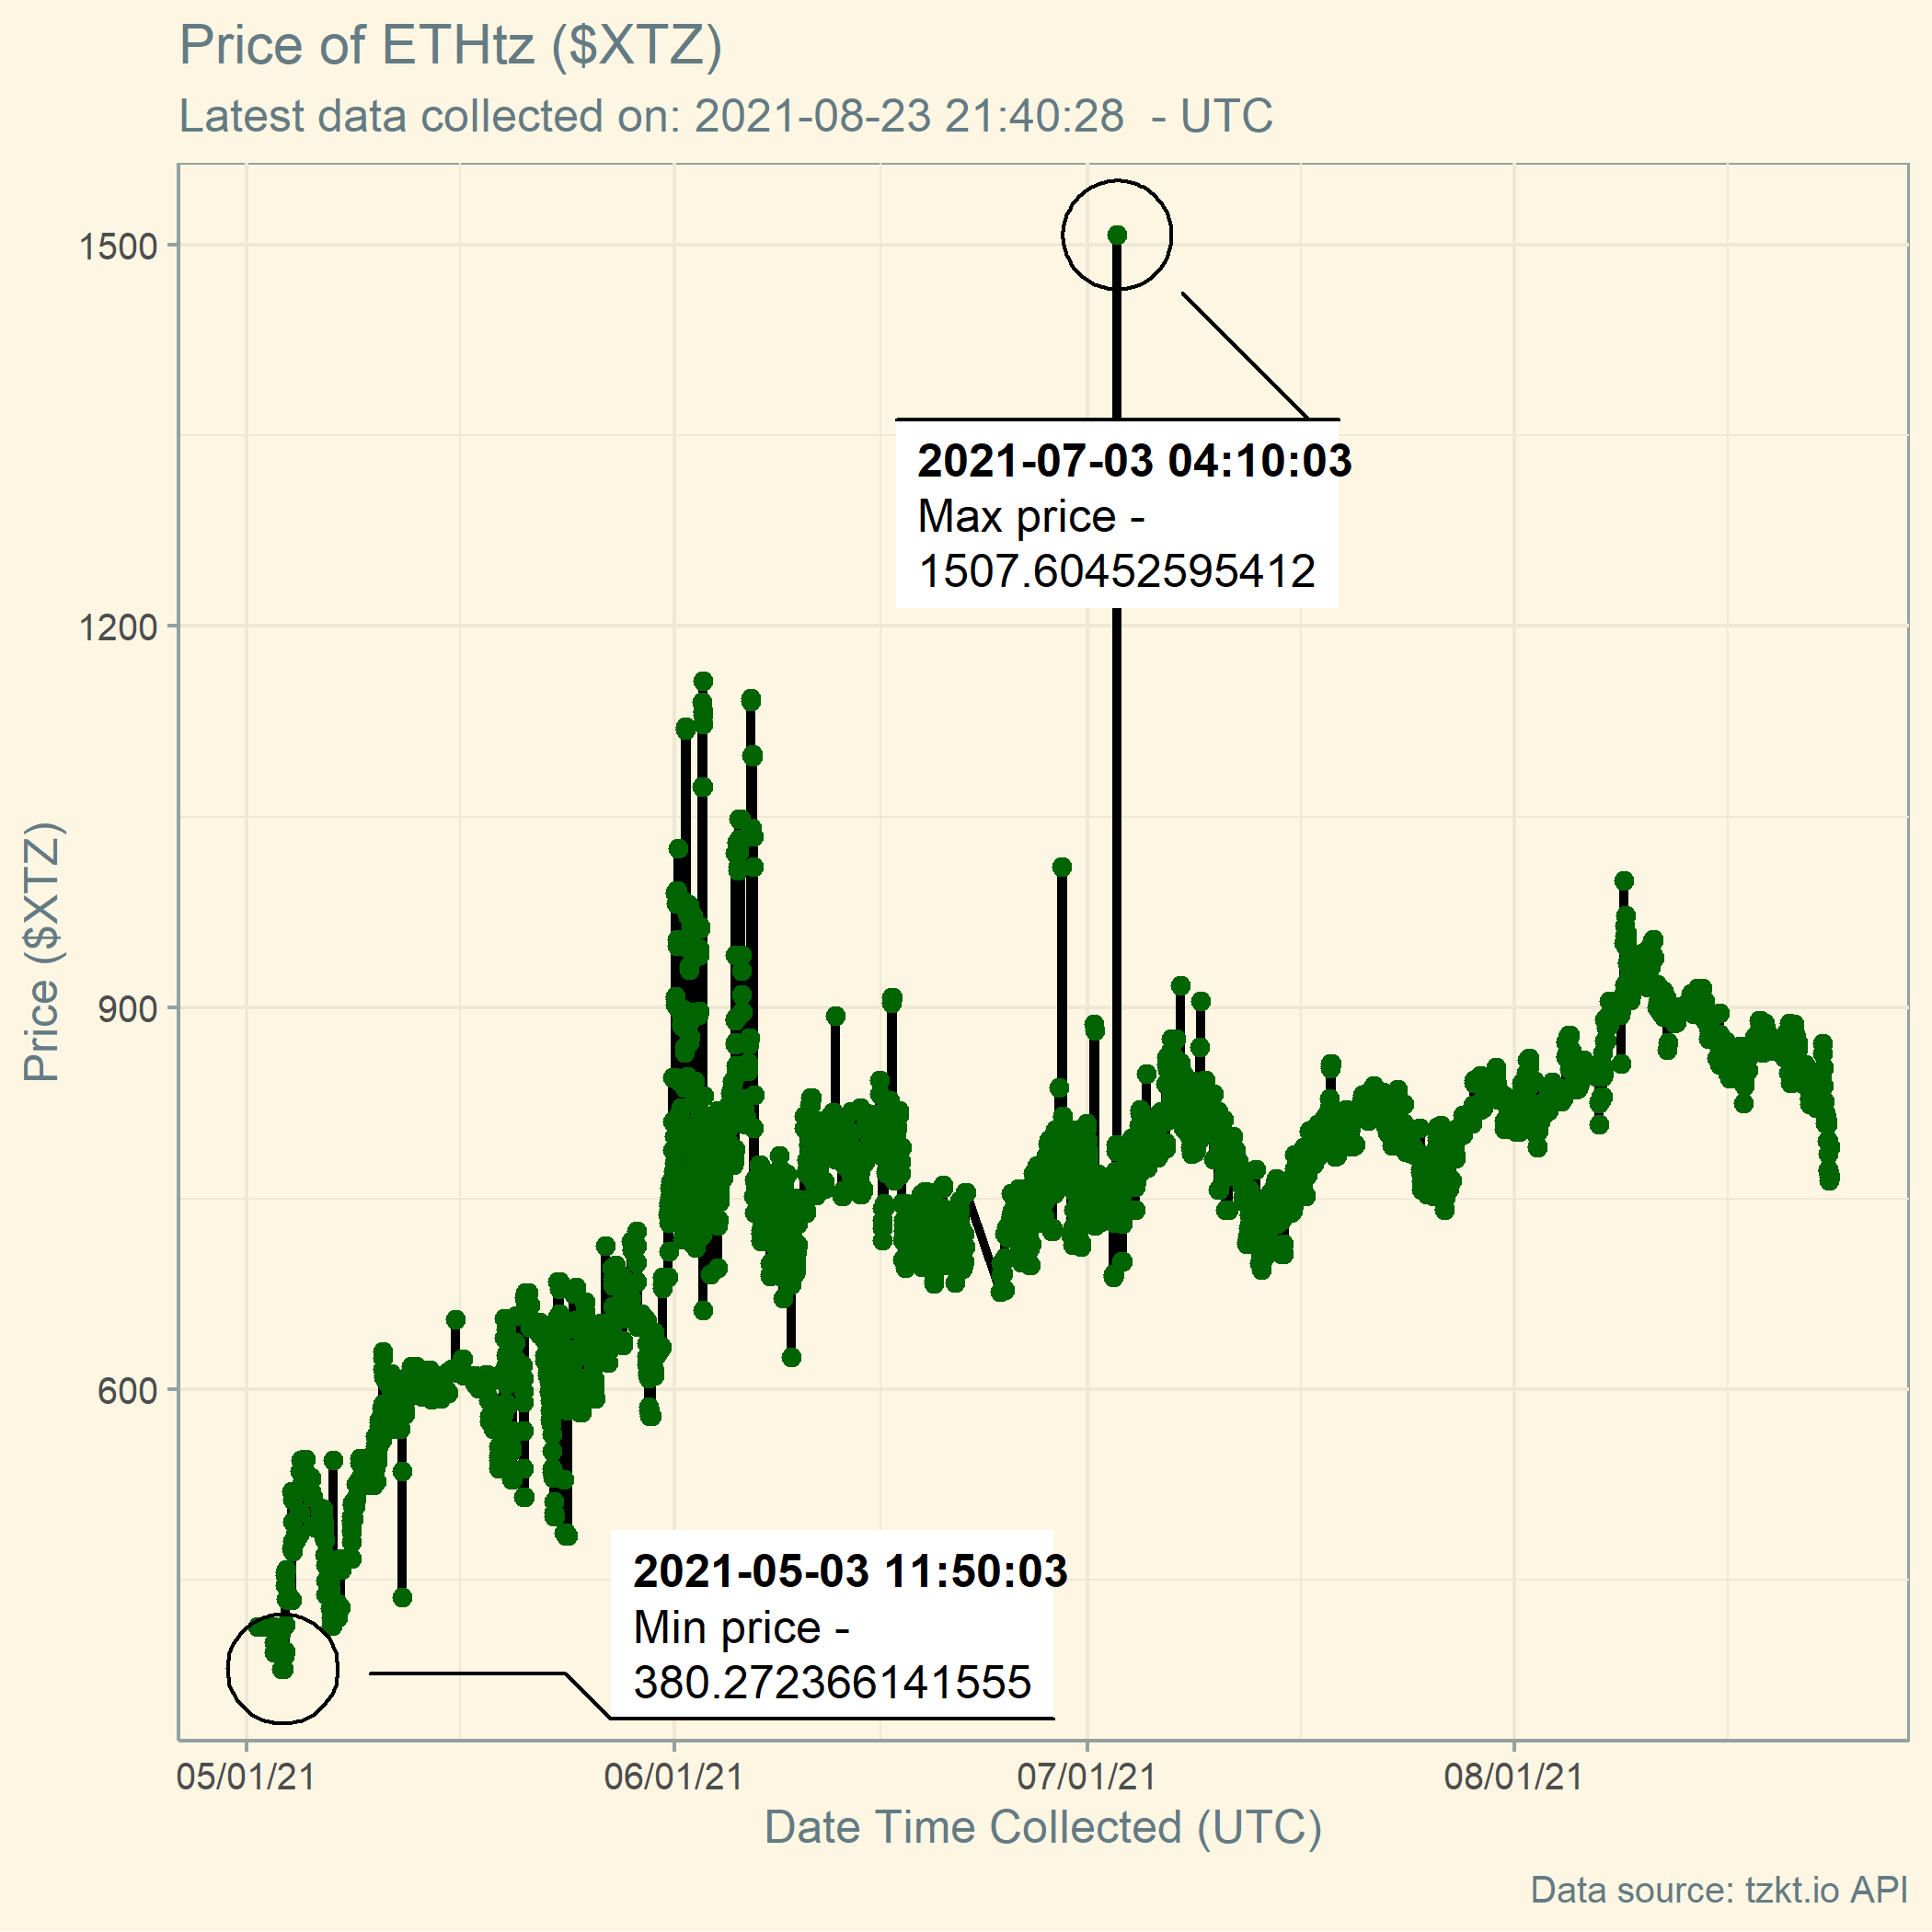 Price of ETHtz ($XTZ)
Latest data collected on: 2021-08-23 21:40:28  - UTC
1500
1200
900
600
Price ($XTZ)
2021-07-03 04:10:03
Max price -
1507.60452595412
2021-05-03 11:50:03
Min price -
380.272366141555
05/01/21
06/01/21
07/01/21
08/01/21
Date Time Collected (UTC)
Data source: tzkt.io API